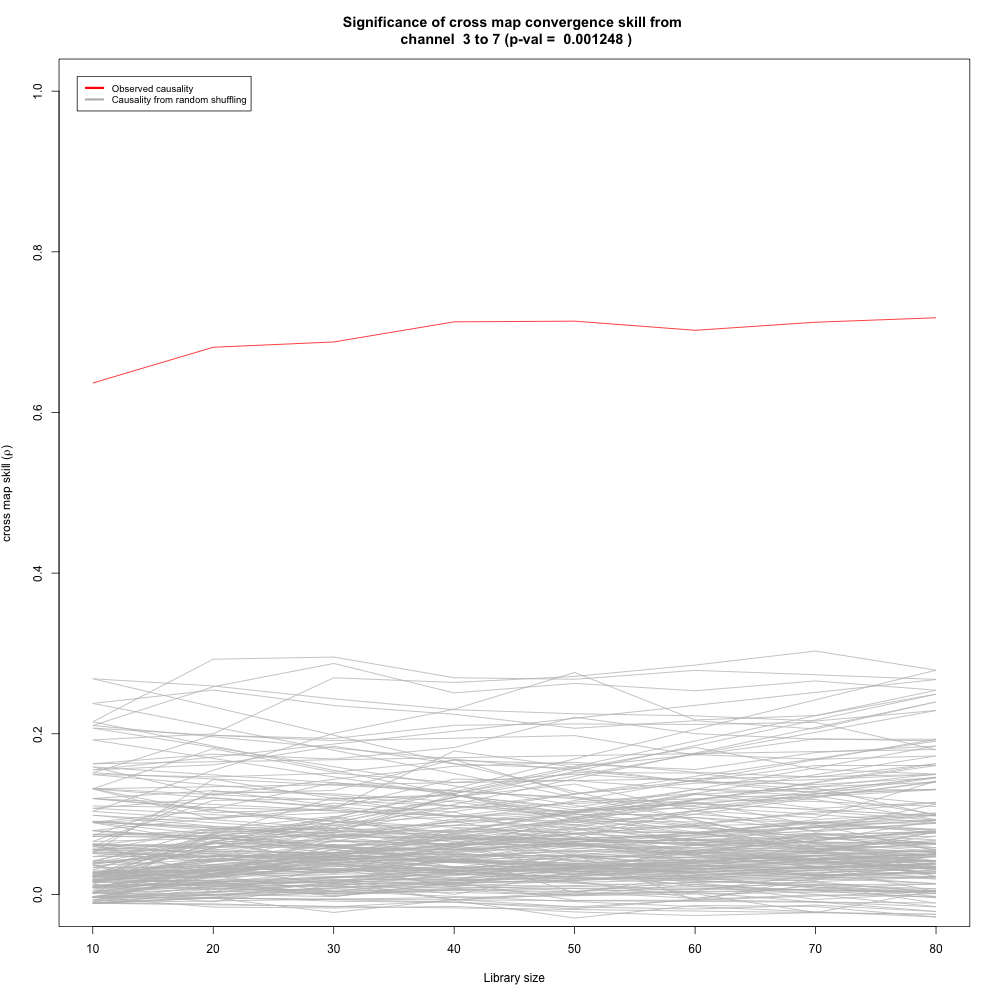 Significance of cross map convergence skill from
channel  3 to 7 (p-val =  0.001248 )
Observed causality
Causality from random shuffling
cross map skill (ρ)
1.0
0.8
0.6
0.4
0.2
0.0
10 20 30 40 50 60 70 80
Library size